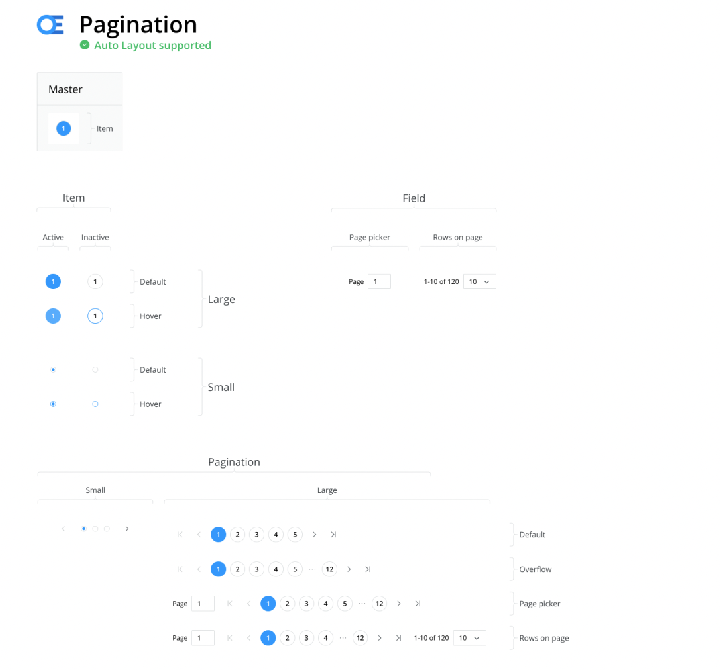 Pagination
Auto Layout supported
Master
1 Item
Item Field
Active Inactive Page picker Rows on page
1 1 Default Page 1 1-10 of 120 10
Large
1 1 Hover
Default
Small
Hover
Pagination
Small Large
1 2 3 4 5 Default
1 2 3 4 5 ... 12 Overflow
Page 1 1 2 3 4 5 ... 12 Page picker
Page 1 1 2 3 4 ... 12 1-10 of 120 10 Rows on page